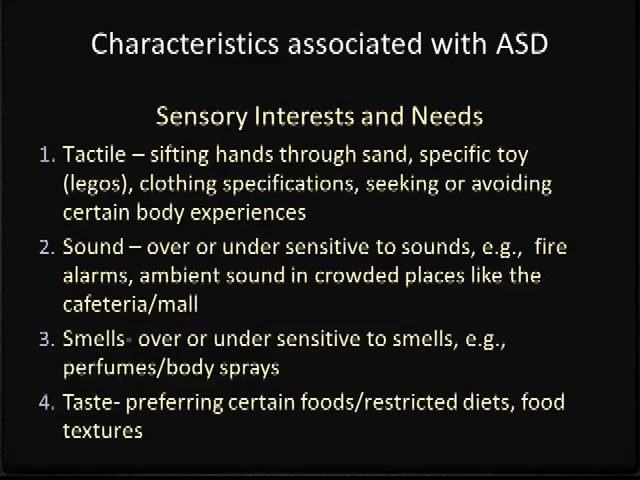 Characteristics associated with ASD
Sensory Interests and Needs
1. Tactile – sifting hands through sand, specific toy
(legos), clothing specifications, seeking or avoiding
certain body experiences
2. Sound – over or under sensitive to sounds, e.g., fire
alarms, ambient sound in crowded places like the
cafeteria/mall
3. Smells- over or under sensitive to smells, e.g.,
perfumes/body sprays
4. Taste- preferring certain foods/restricted diets, food
textures